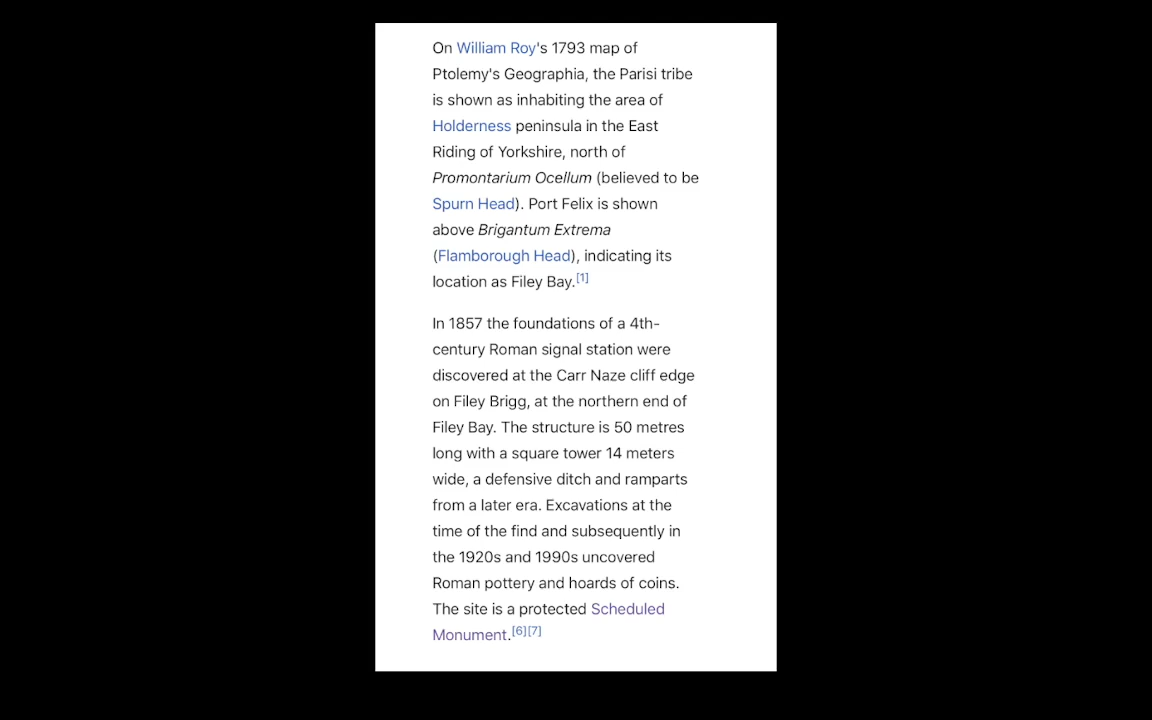 On William Roy's 1793 map of
Ptolemy's Geographia, the Parisi tribe
is shown as inhabiting the area of
Holderness peninsula in the East
Riding of Yorkshire, north of
Promontarium Ocellum (believed to be
Spurn Head). Port Felix is shown
above Brigantum Extrema
(Flamborough Head), indicating its
location as Filey Bay.[1]
In 1857 the foundations of a 4th-
century Roman signal station were
discovered at the Carr Naze cliff edge
on Filey Brigg, at the northern end of
Filey Bay. The structure is 50 metres
long with a square tower 14 meters
wide, a defensive ditch and ramparts
from a later era. Excavations at the
time of the find and subsequently in
the 1920s and 1990s uncovered
Roman pottery and hoards of coins.
The site is a protected Scheduled
Monument.[6][7]